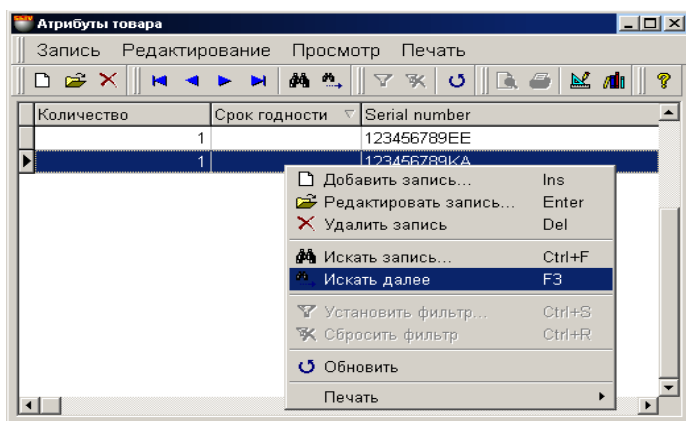 Атрибуты товара
Запись Редактирование Просмотр Печать
Количество Срок годности Serial number
1 123456789EE
1 123456789KA
Добавить запись... Ins
Редактировать запись... Enter
Удалить запись Del
Искать запись... Ctrl+F
Искать далее F3
Установить фильтр... Ctrl+S
Сбросить фильтр Ctrl+R
Обновить
Печать